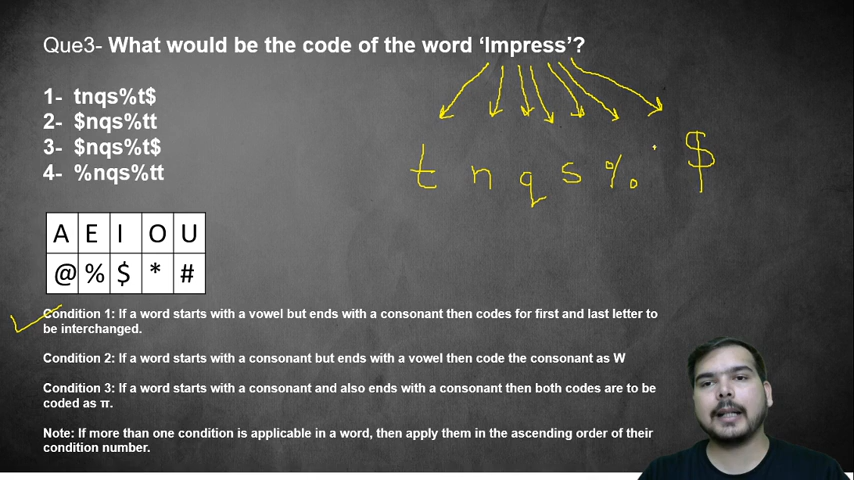 Que3- What would be the code of the word ‘Impress’?
1- tnqs%t$
2- $nqs%tt
3- $nqs%t$
4- %nqs%tt
t n q s % $
A E I O U
@ % $ * #
Condition 1: If a word starts with a vowel but ends with a consonant then codes for first and last letter to
be interchanged.
Condition 2: If a word starts with a consonant but ends with a vowel then code the consonant as W
Condition 3: If a word starts with a consonant and also ends with a consonant then both codes are to be
coded as π.
Note: If more than one condition is applicable in a word, then apply them in the ascending order of their
condition number.